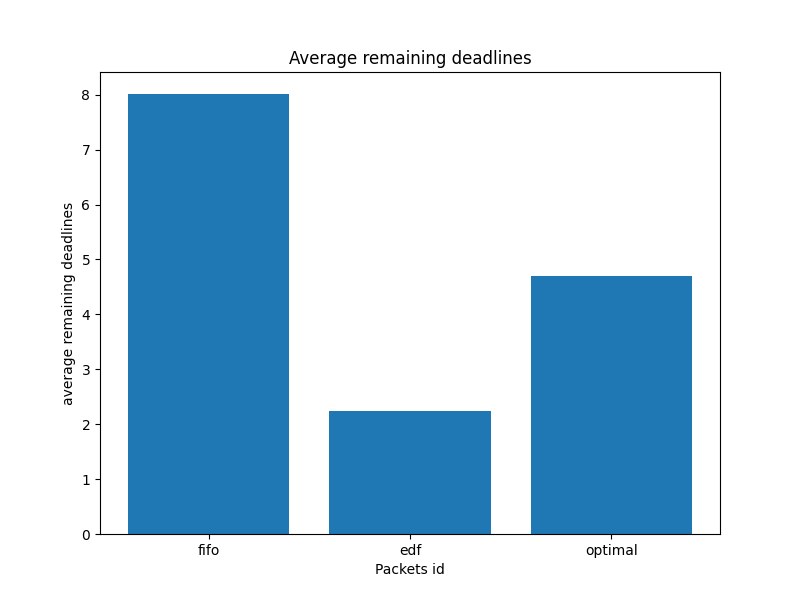 Average remaining deadlines
average remaining deadlines
8
7
6
5
4
3
2
1
0
fifo edf optimal
Packets id